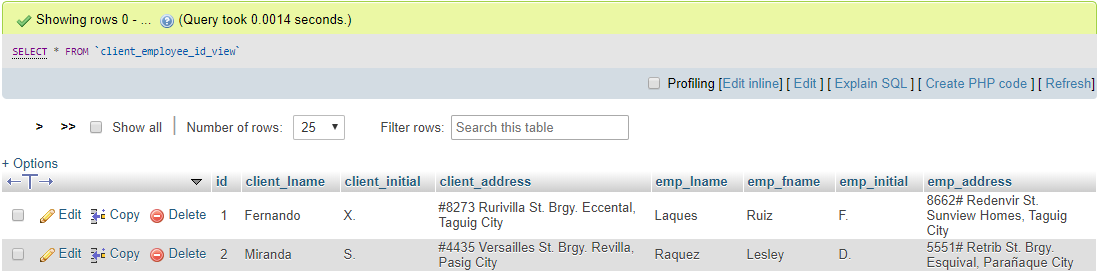 Showing rows 0 - ... (Query took 0.0014 seconds.)
SELECT * FROM `client_employee_id_view`
Profiling [Edit inline] [ Edit ] [ Explain SQL ] [ Create PHP code ] [ Refresh]
> >> Show all Number of rows: 25 Filter rows: Search this table
+ Options
←T→ id client_lname client_initial client_address emp_lname emp_fname emp_initial emp_address
Edit Copy Delete 1 Fernando X. #8273 Rurivilla St. Brgy. Eccental, Taguig City Laques Ruiz F. 8662# Redenvir St. Sunview Homes, Taguig City
Edit Copy Delete 2 Miranda S. #4435 Versailles St. Brgy. Revilla, Pasig City Raquez Lesley D. 5551# Retrib St. Brgy. Esquival, Parañaque City